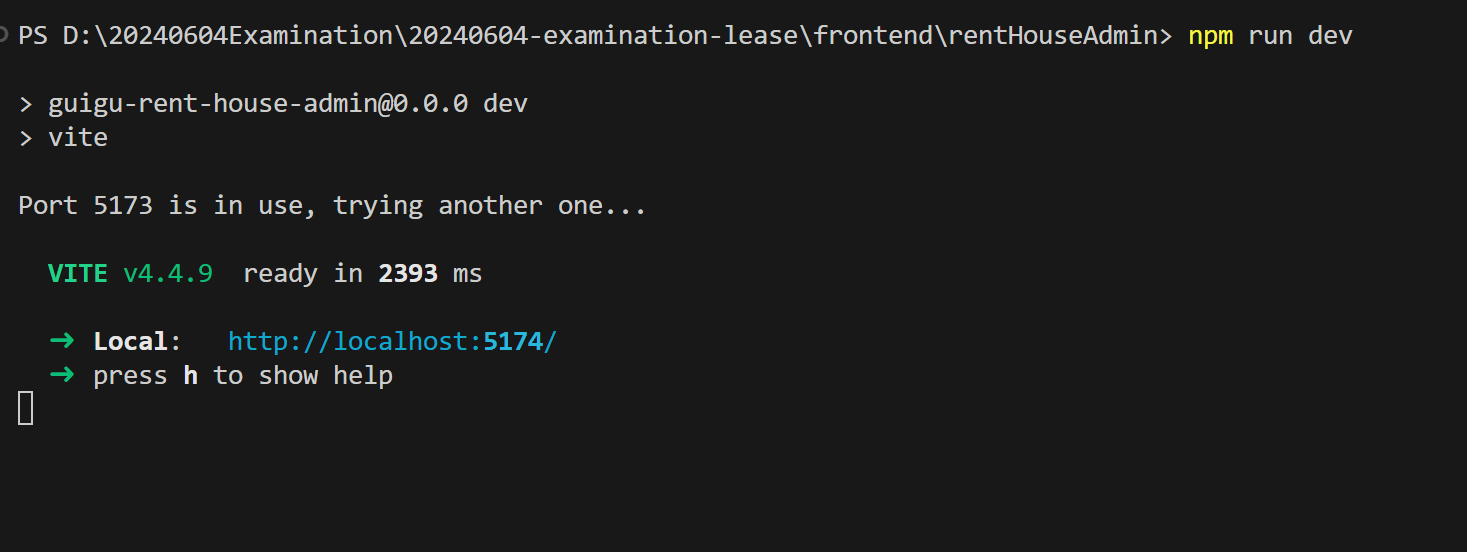 PS D:\20240604Examination\20240604-examination-lease\frontend\rentHouseAdmin> npm run dev
> guigu-rent-house-admin@0.0.0 dev
> vite
Port 5173 is in use, trying another one...
VITE v4.4.9  ready in 2393 ms
➜ Local:   http://localhost:5174/
➜ press h to show help